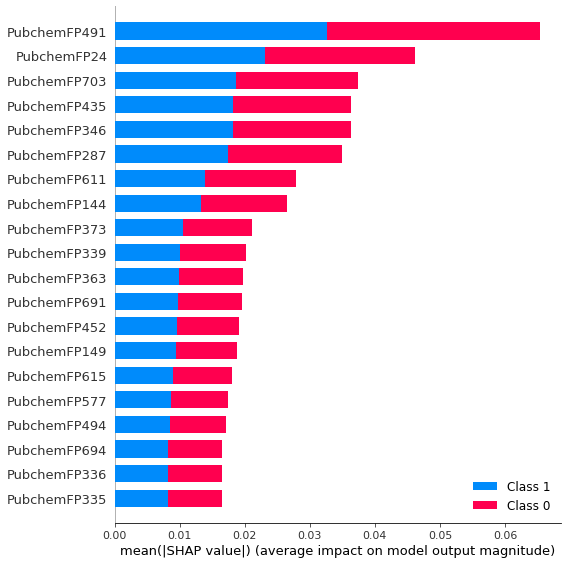 PubchemFP491
PubchemFP24
PubchemFP703
PubchemFP435
PubchemFP346
PubchemFP287
PubchemFP611
PubchemFP144
PubchemFP373
PubchemFP339
PubchemFP363
PubchemFP691
PubchemFP452
PubchemFP149
PubchemFP615
PubchemFP577
PubchemFP494
PubchemFP694
PubchemFP336
PubchemFP335
Class 1
Class 0
0.00 0.01 0.02 0.03 0.04 0.05 0.06
mean(|SHAP value|) (average impact on model output magnitude)